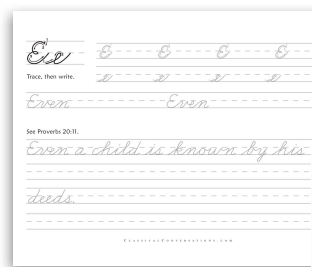 Ee E E E E
Trace, then write. e e e e
Even Even
See Proverbs 20:11.
Even a child is known by his
deeds.
ClassicalConversations.com